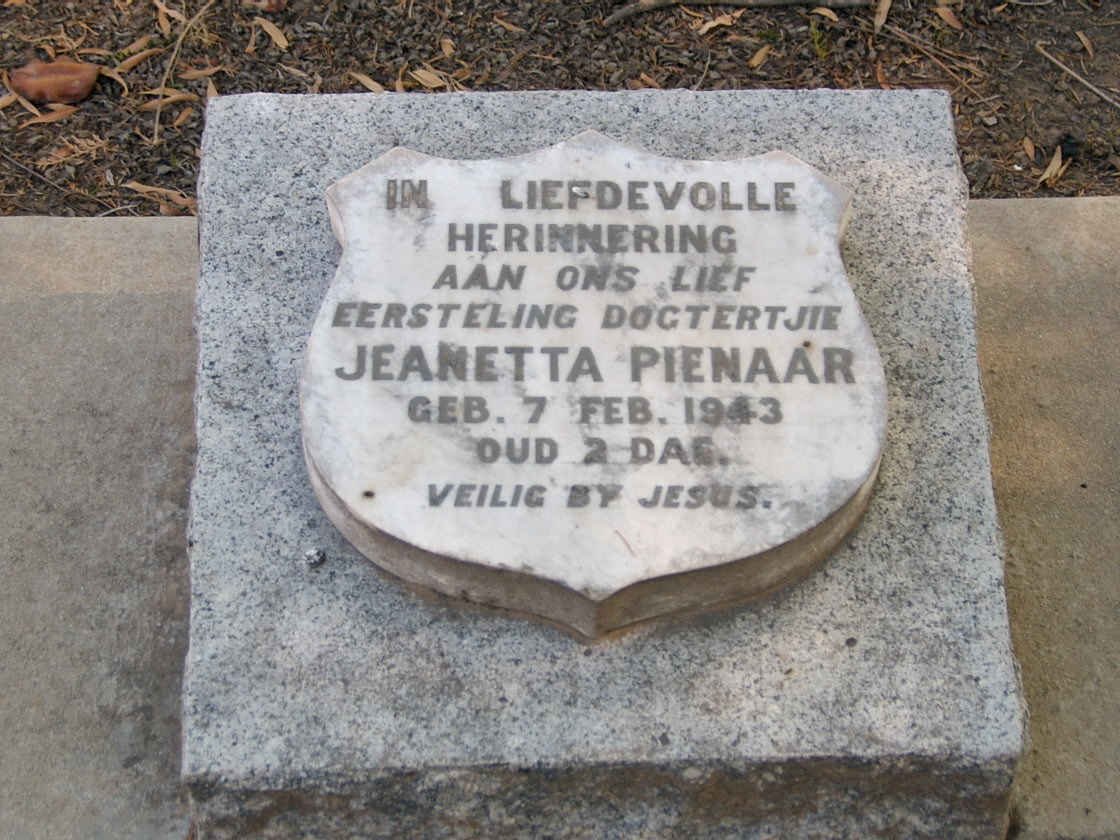 IN LIEFDEVOLLE
HERINNERING
AAN ONS LIEF
EERSTELING DOGTERTJIE
JEANETTA PIENAAR
GEB. 7 FEB. 1943
OUD 2 DAE.
VEILIG BY JESUS.